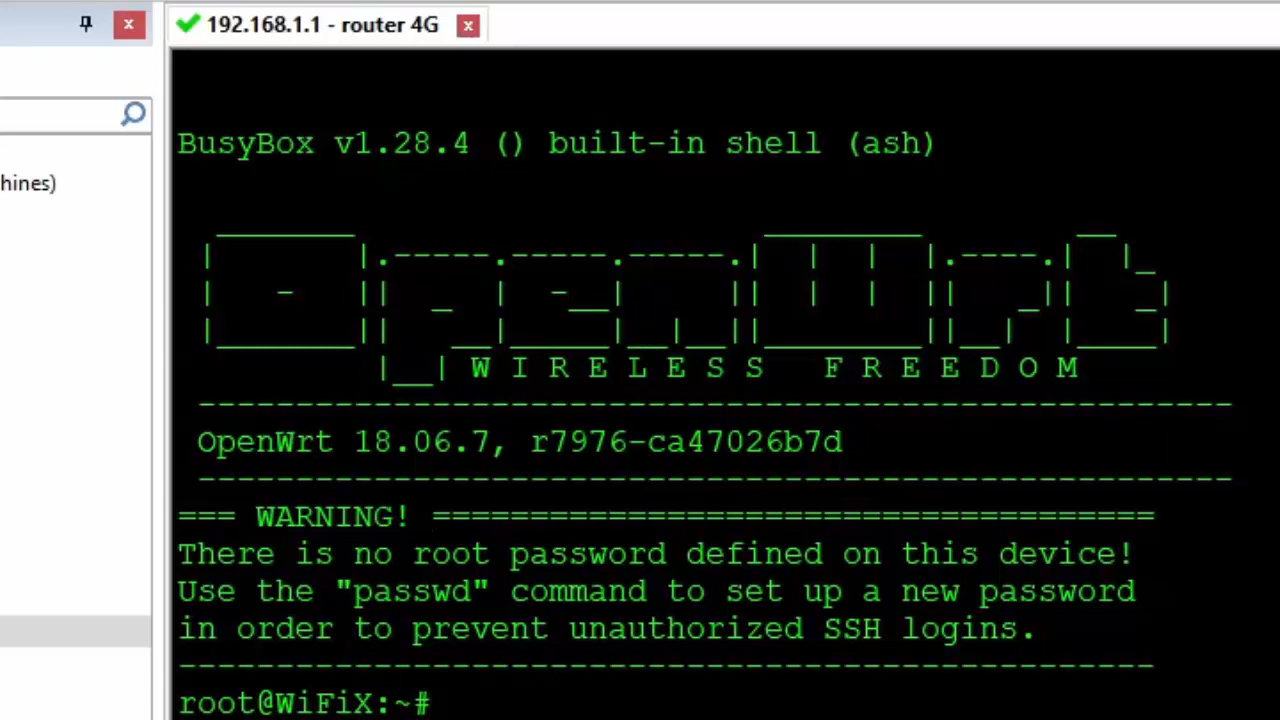 192.168.1.1 - router 4G
hines)
BusyBox v1.28.4 () built-in shell (ash)
OpenWrt
W I R E L E S S   F R E E D O M
-----------------------------------------------------
OpenWrt 18.06.7, r7976-ca47026b7d
-----------------------------------------------------
=== WARNING! =====================================
There is no root password defined on this device!
Use the "passwd" command to set up a new password
in order to prevent unauthorized SSH logins.
--------------------------------------------------
root@WiFiX:~#